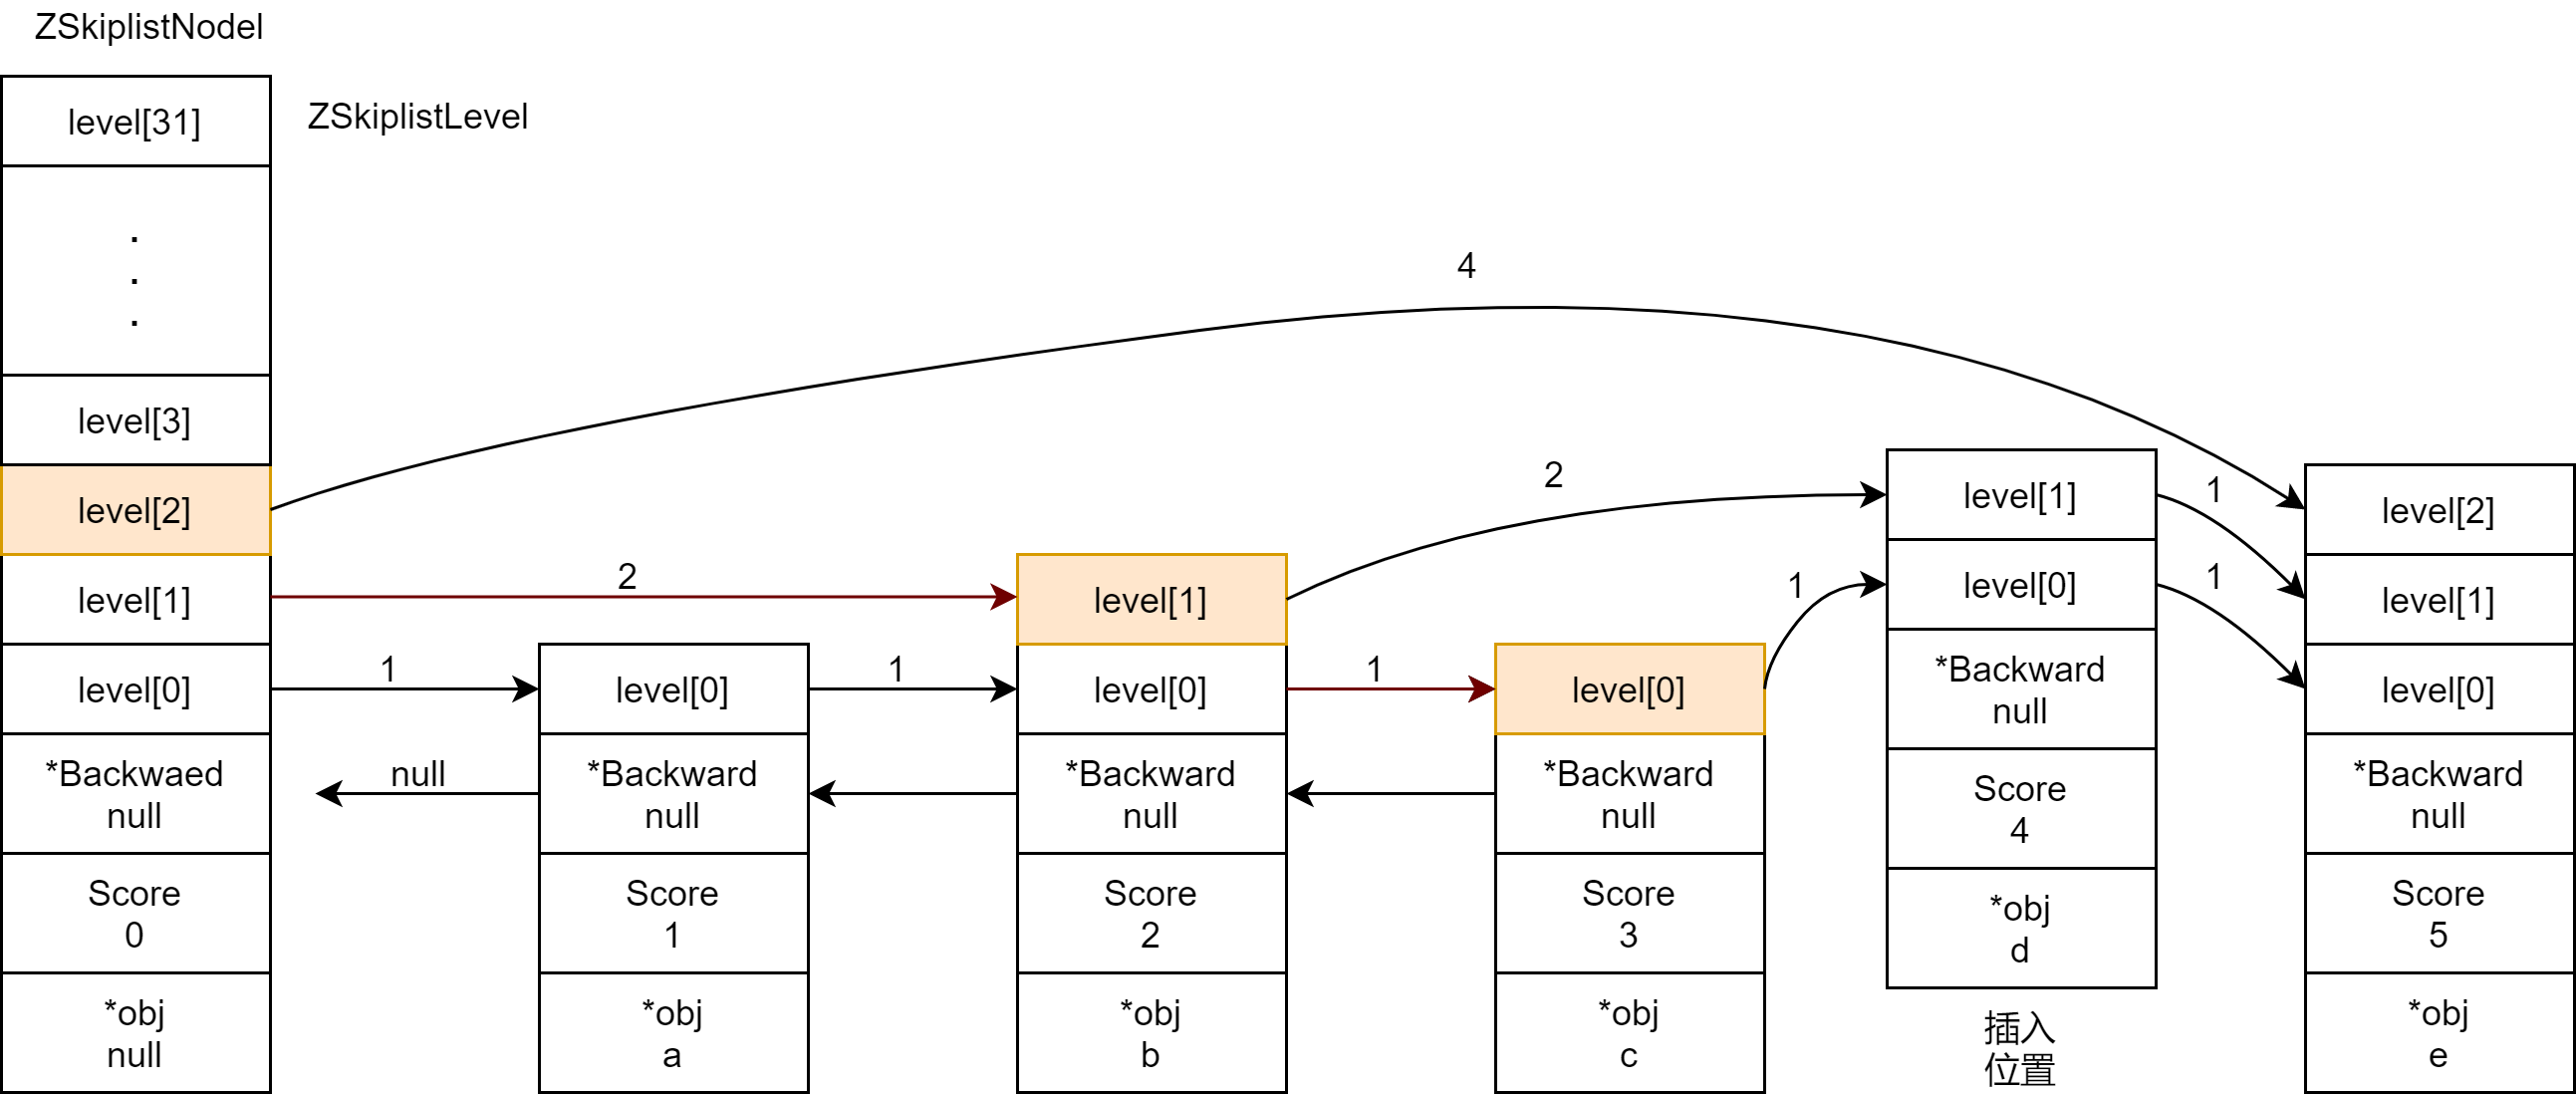 ZSkiplistNodel
ZSkiplistLevel
level[31]
.
.
.
level[3]
level[2]
level[1]
level[0]
*Backwaed
null
Score
0
*obj
null
4
2
1
1
null
level[0]
*Backward
null
Score
1
*obj
a
level[1]
level[0]
*Backward
null
Score
2
*obj
b
2
1
level[0]
*Backward
null
Score
3
*obj
c
1
level[1]
level[0]
*Backward
null
Score
4
*obj
d
插入
位置
1
1
level[2]
level[1]
level[0]
*Backward
null
Score
5
*obj
e